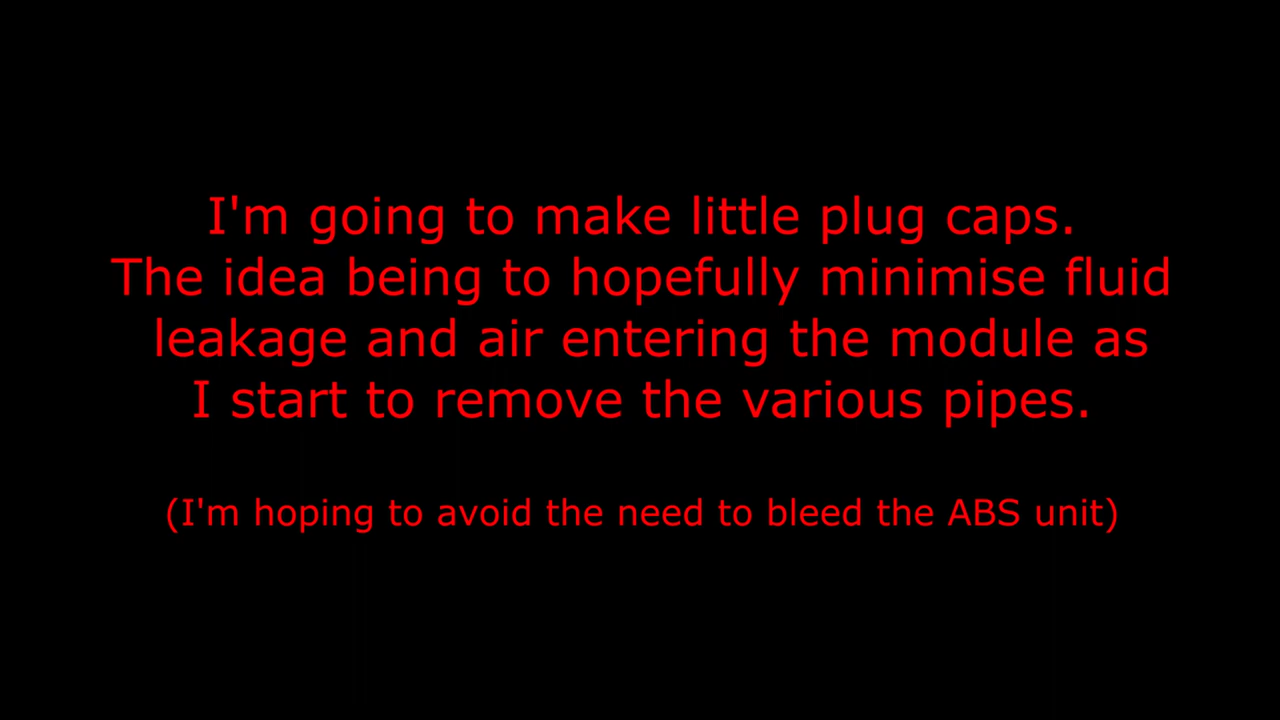 I'm going to make little plug caps.
The idea being to hopefully minimise fluid
leakage and air entering the module as
I start to remove the various pipes.
(I'm hoping to avoid the need to bleed the ABS unit)